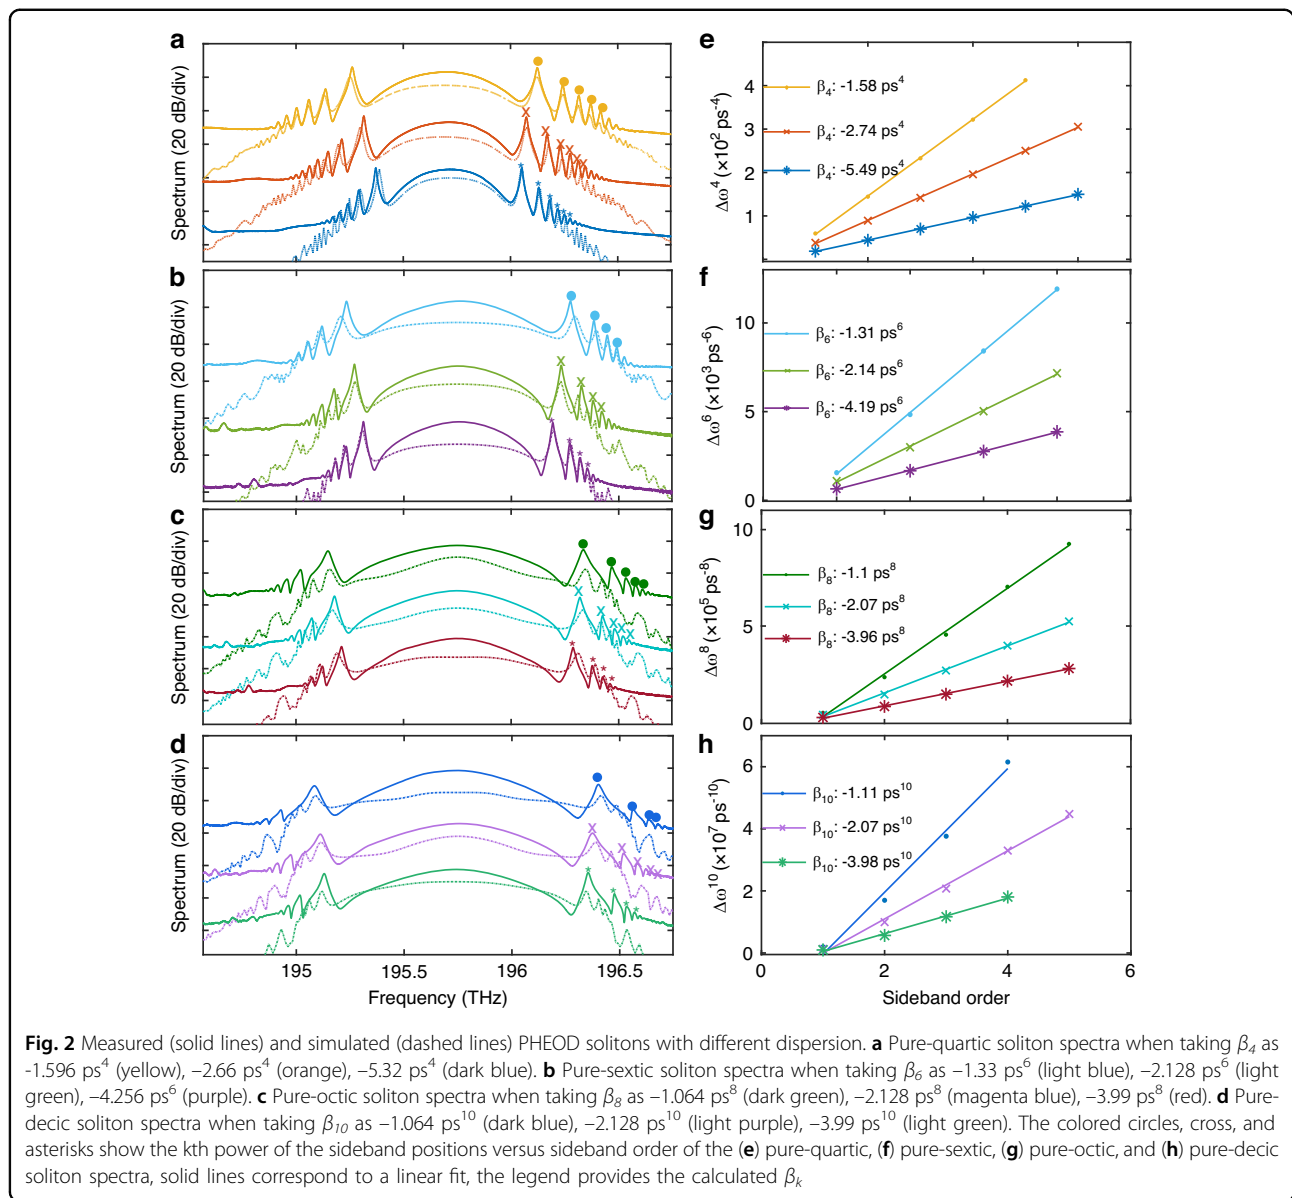 a
Spectrum (20 dB/div)
b
Spectrum (20 dB/div)
c
Spectrum (20 dB/div)
d
Spectrum (20 dB/div)
195
195.5
196
196.5
Frequency (THz)
e
Δω⁴ (×10² ps⁻⁴)
4
3
2
1
β₄: -1.58 ps⁴
β₄: -2.74 ps⁴
β₄: -5.49 ps⁴
f
Δω⁶ (×10³ ps⁻⁶)
10
5
0
β₆: -1.31 ps⁶
β₆: -2.14 ps⁶
β₆: -4.19 ps⁶
g
Δω⁸ (×10⁵ ps⁻⁸)
10
5
0
β₈: -1.1 ps⁸
β₈: -2.07 ps⁸
β₈: -3.96 ps⁸
h
Δω¹⁰ (×10⁷ ps⁻¹⁰)
6
4
2
0
β₁₀: -1.11 ps¹⁰
β₁₀: -2.07 ps¹⁰
β₁₀: -3.98 ps¹⁰
0
2
4
6
Sideband order
Fig. 2 Measured (solid lines) and simulated (dashed lines) PHEOD solitons with different dispersion. a Pure-quartic soliton spectra when taking β₄ as
-1.596 ps⁴ (yellow), −2.66 ps⁴ (orange), −5.32 ps⁴ (dark blue). b Pure-sextic soliton spectra when taking β₆ as −1.33 ps⁶ (light blue), −2.128 ps⁶ (light
green), −4.256 ps⁶ (purple). c Pure-octic soliton spectra when taking β₈ as −1.064 ps⁸ (dark green), −2.128 ps⁸ (magenta blue), −3.99 ps⁸ (red). d Pure-
decic soliton spectra when taking β₁₀ as −1.064 ps¹⁰ (dark blue), −2.128 ps¹⁰ (light purple), −3.99 ps¹⁰ (light green). The colored circles, cross, and
asterisks show the kth power of the sideband positions versus sideband order of the (e) pure-quartic, (f) pure-sextic, (g) pure-octic, and (h) pure-decic
soliton spectra, solid lines correspond to a linear fit, the legend provides the calculated βₖ